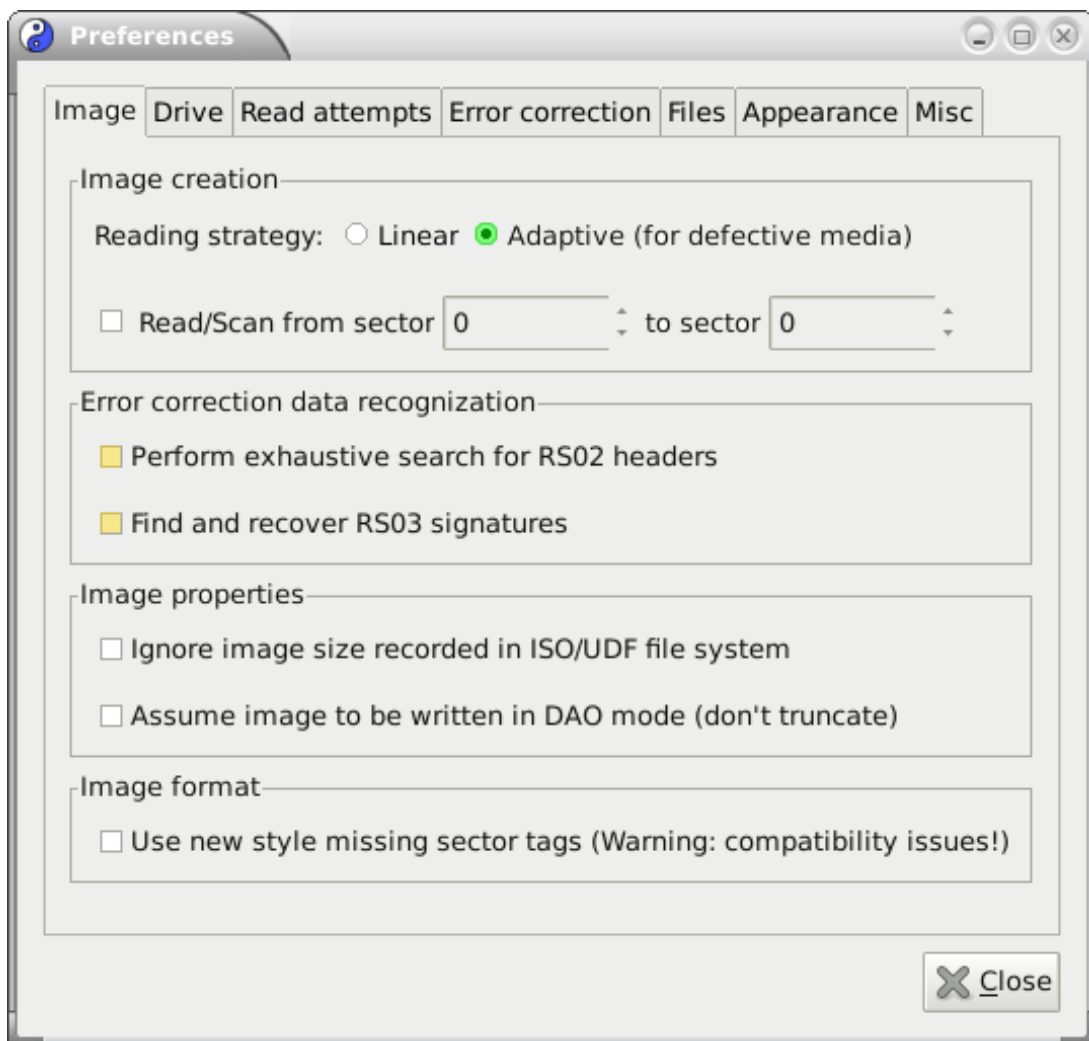 Preferences
Image Drive Read attempts Error correction Files Appearance Misc
Image creation
Reading strategy: Linear Adaptive (for defective media)
Read/Scan from sector 0 to sector 0
Error correction data recognization
Perform exhaustive search for RS02 headers
Find and recover RS03 signatures
Image properties
Ignore image size recorded in ISO/UDF file system
Assume image to be written in DAO mode (don't truncate)
Image format
Use new style missing sector tags (Warning: compatibility issues!)
Close